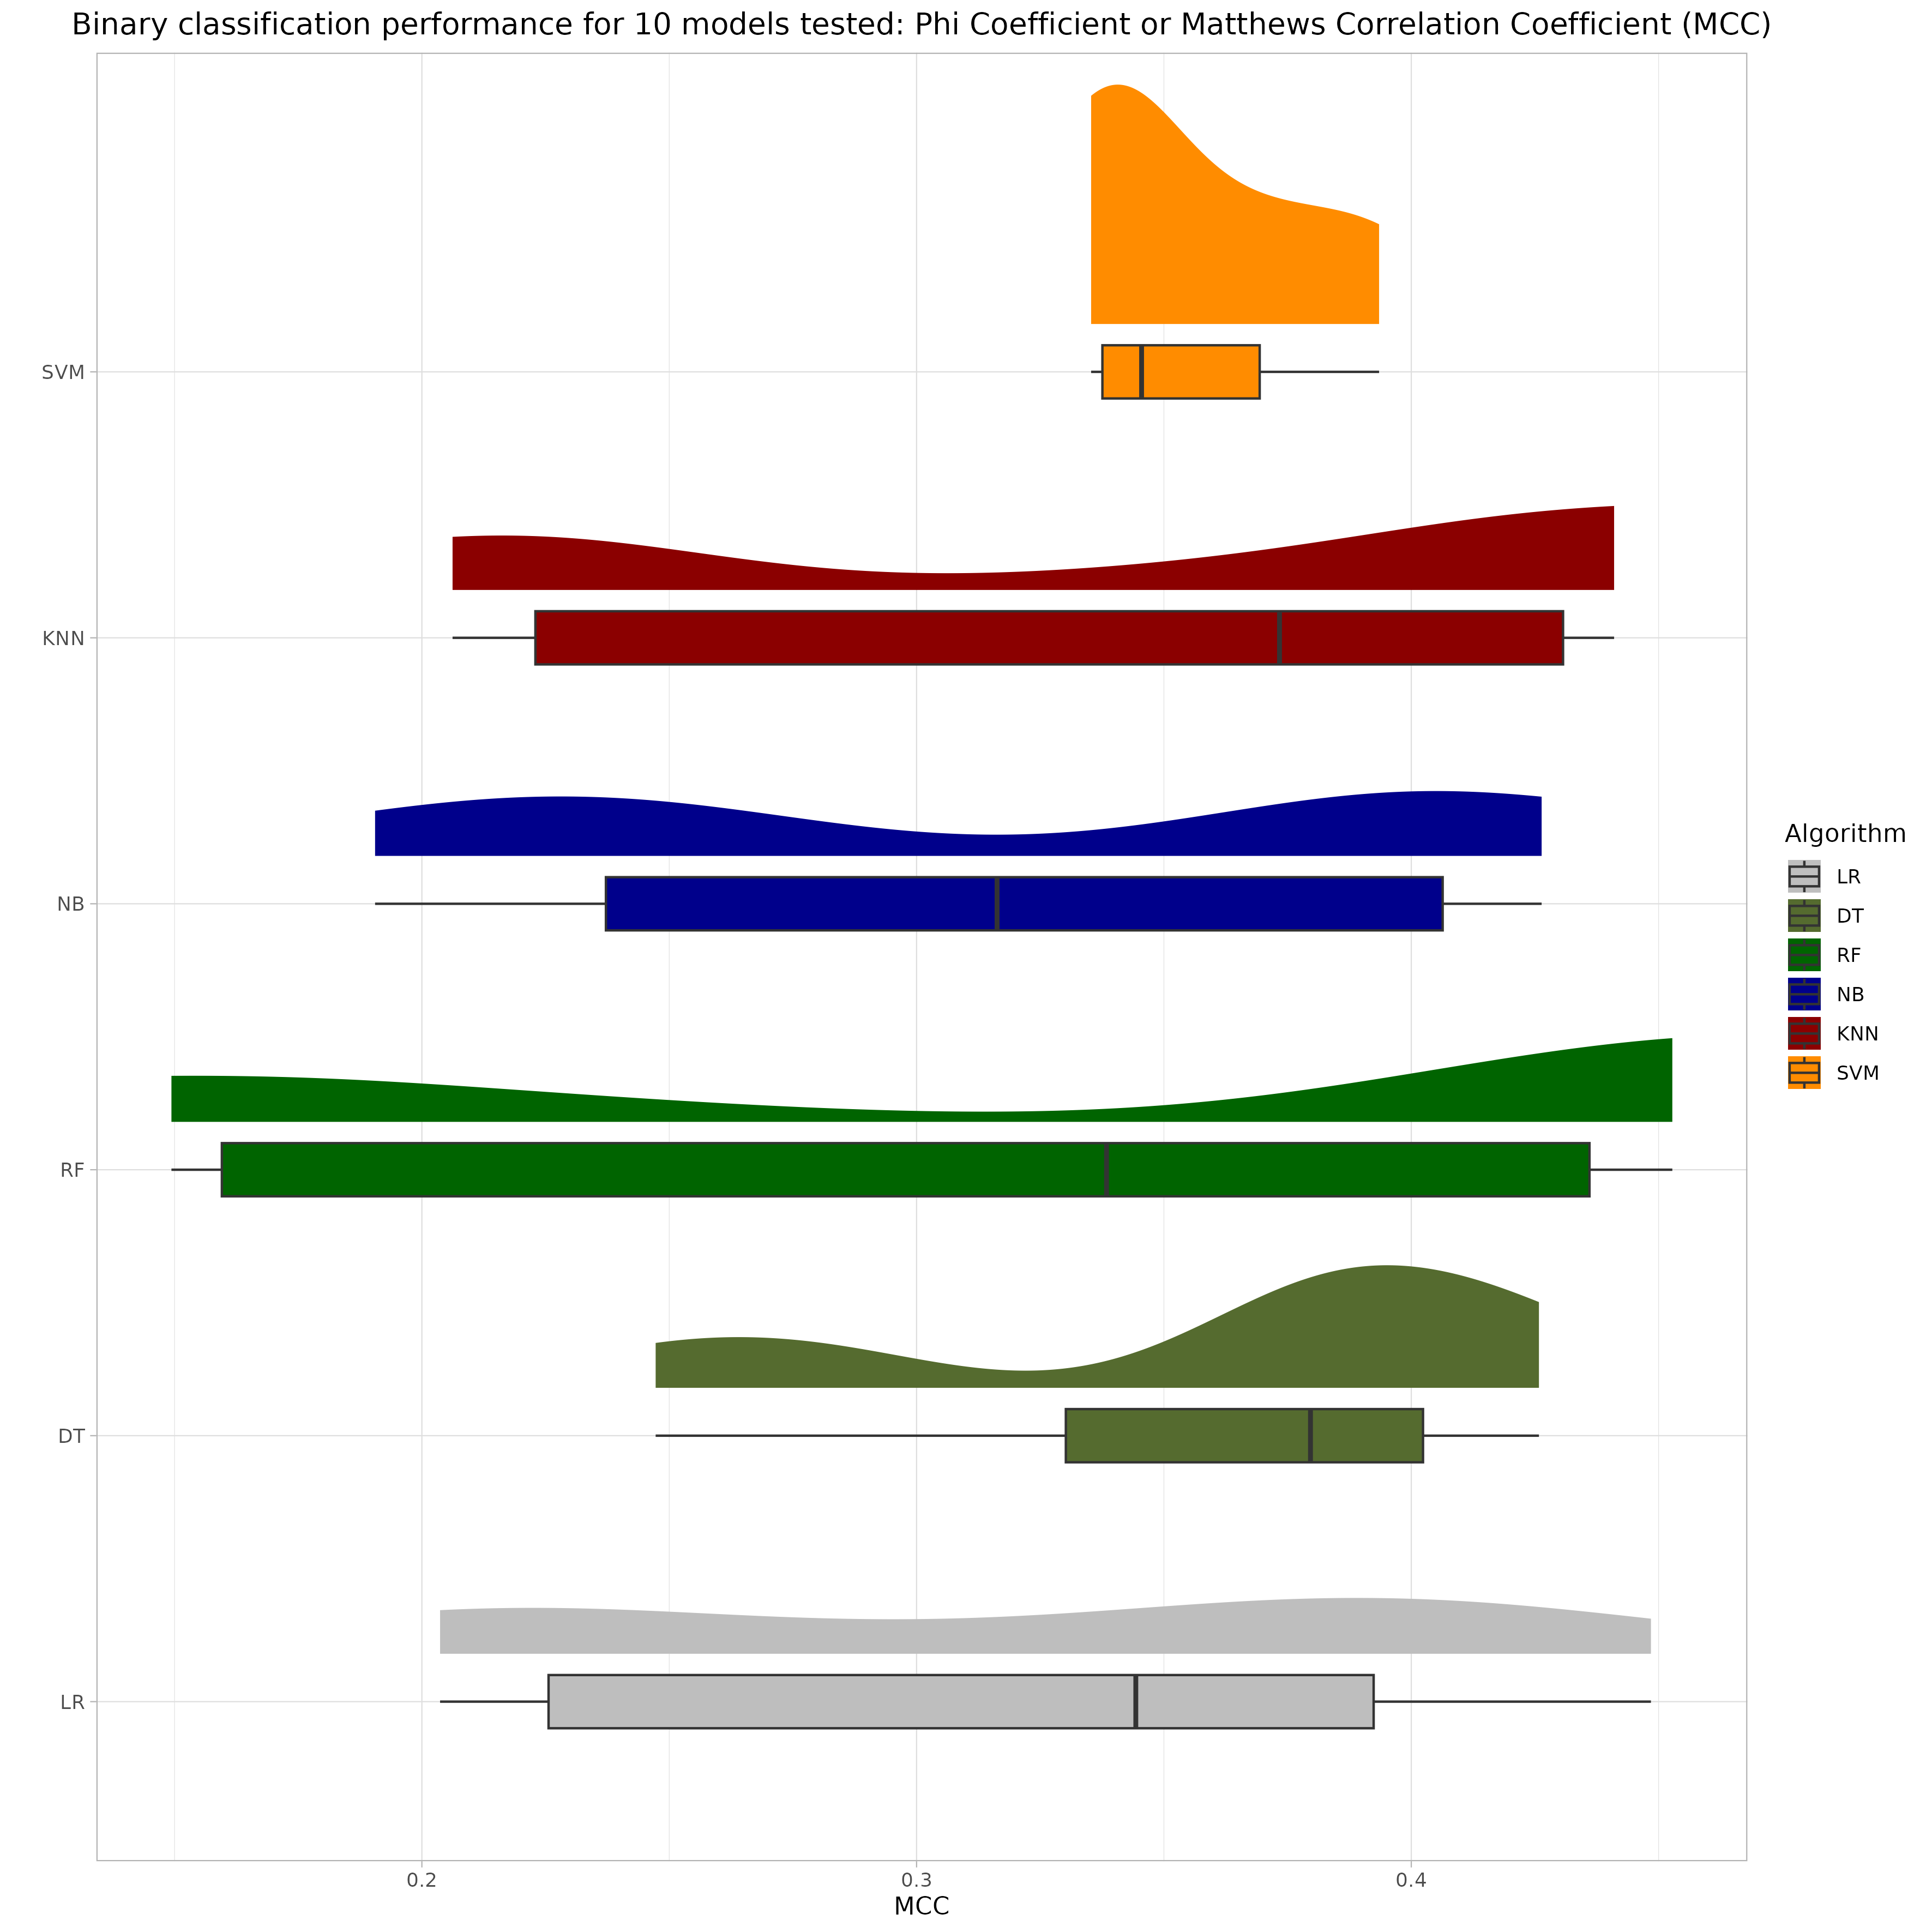 Binary classification performance for 10 models tested: Phi Coefficient or Matthews Correlation Coefficient (MCC)
SVM
KNN
NB
RF
DT
LR
0.2
0.3
0.4
MCC
Algorithm
LR
DT
RF
NB
KNN
SVM